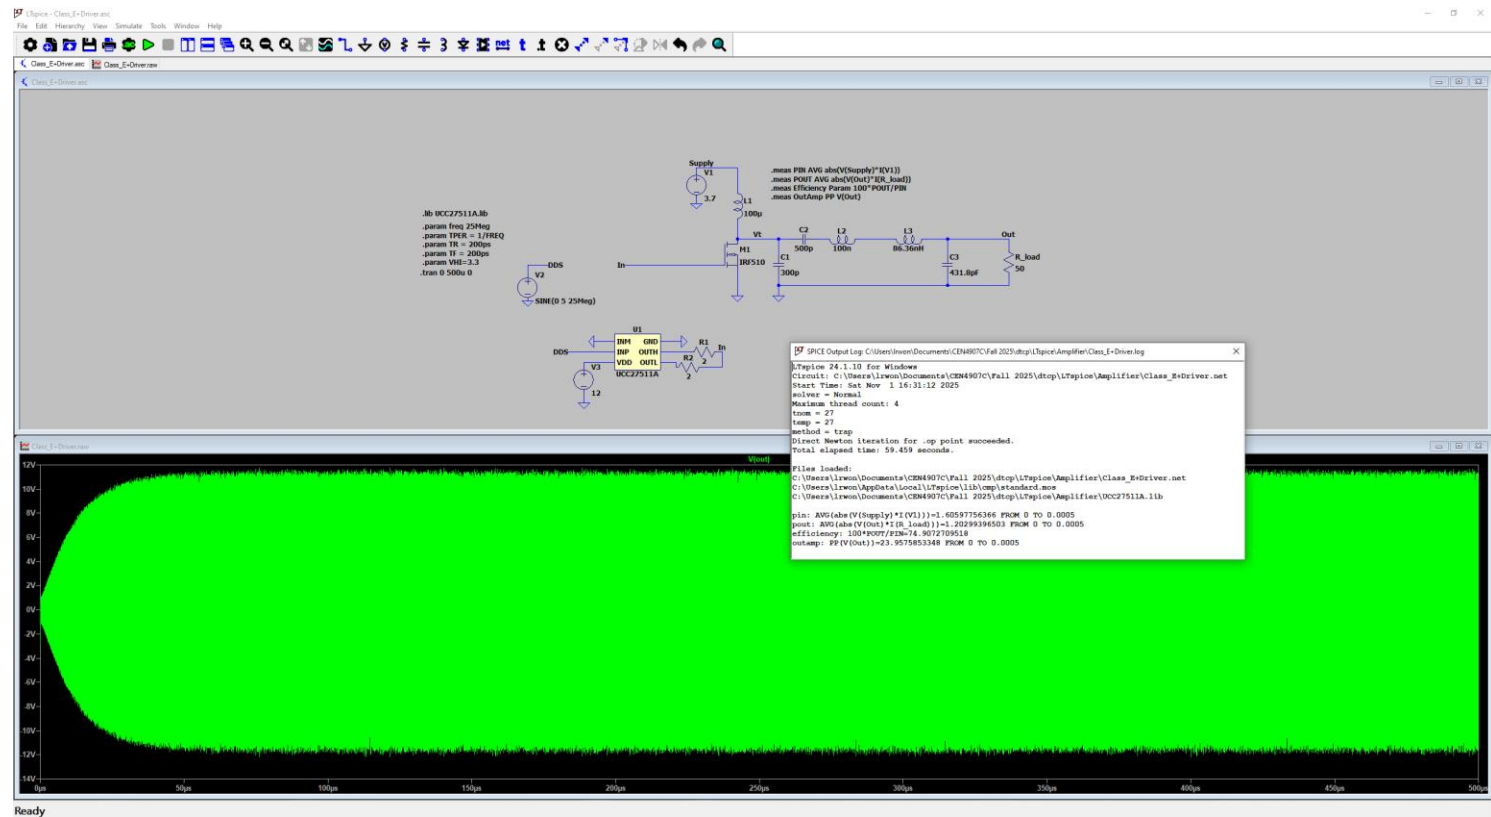 LTspice - Class_E+Driver.asc
File Edit Hierarchy View Simulate Tools Window Help
Class_E+Driver.asc Class_E+Driver.raw
Class_E+Driver.asc
Supply
V1
3.7
L1
100µ
.meas PIN AVG abs(V(Supply)*I(V1))
.meas POUT AVG abs(V(Out)*I(R_load))
.meas Efficiency Param 100*POUT/PIN
.meas OutAmp PP V(Out)
.lib UCC27511A.lib
.param freq 25Meg
.param TPER = 1/FREQ
.param TR = 200ps
.param TF = 200ps
.param VHI=3.3
.tran 0 500u 0
DDS
V2
SINE(0 5 25Meg)
In
M1
IRF510
Vt
C1
300p
C2
500p
L2
100n
L3
86.36nH
C3
431.8pF
Out
R_load
50
U1
INM GND
INP OUTH
VDD OUTL
UCC27511A
DDS
V3
12
R1
2
R2
2
In
SPICE Output Log: C:\Users\lrwon\Documents\CEN4907C\Fall 2025\dtcp\LTspice\Amplifier\Class_E+Driver.log
LTspice 24.1.10 for Windows
Circuit: C:\Users\lrwon\Documents\CEN4907C\Fall 2025\dtcp\LTspice\Amplifier\Class_E+Driver.net
Start Time: Sat Nov 1 16:31:12 2025
solver = Normal
Maximum thread count: 4
tnom = 27
temp = 27
method = trap
Direct Newton iteration for .op point succeeded.
Total elapsed time: 59.459 seconds.
Files loaded:
C:\Users\lrwon\Documents\CEN4907C\Fall 2025\dtcp\LTspice\Amplifier\Class_E+Driver.net
C:\Users\lrwon\AppData\Local\LTspice\lib\cmp\standard.mos
C:\Users\lrwon\Documents\CEN4907C\Fall 2025\dtcp\LTspice\Amplifier\UCC27511A.lib
pin: AVG(abs(V(Supply)*I(V1)))=1.60597756366 FROM 0 TO 0.0005
pout: AVG(abs(V(Out)*I(R_load)))=1.20299396503 FROM 0 TO 0.0005
efficiency: 100*POUT/PIN=74.9072709518
outamp: PP(V(Out))=23.9575853348 FROM 0 TO 0.0005
Class_E+Driver.raw
V(out)
12V
10V
8V
6V
4V
2V
0V
-2V
-4V
-6V
-8V
-10V
-12V
-14V
0µs 50µs 100µs 150µs 200µs 250µs 300µs 350µs 400µs 450µs 500µs
Ready